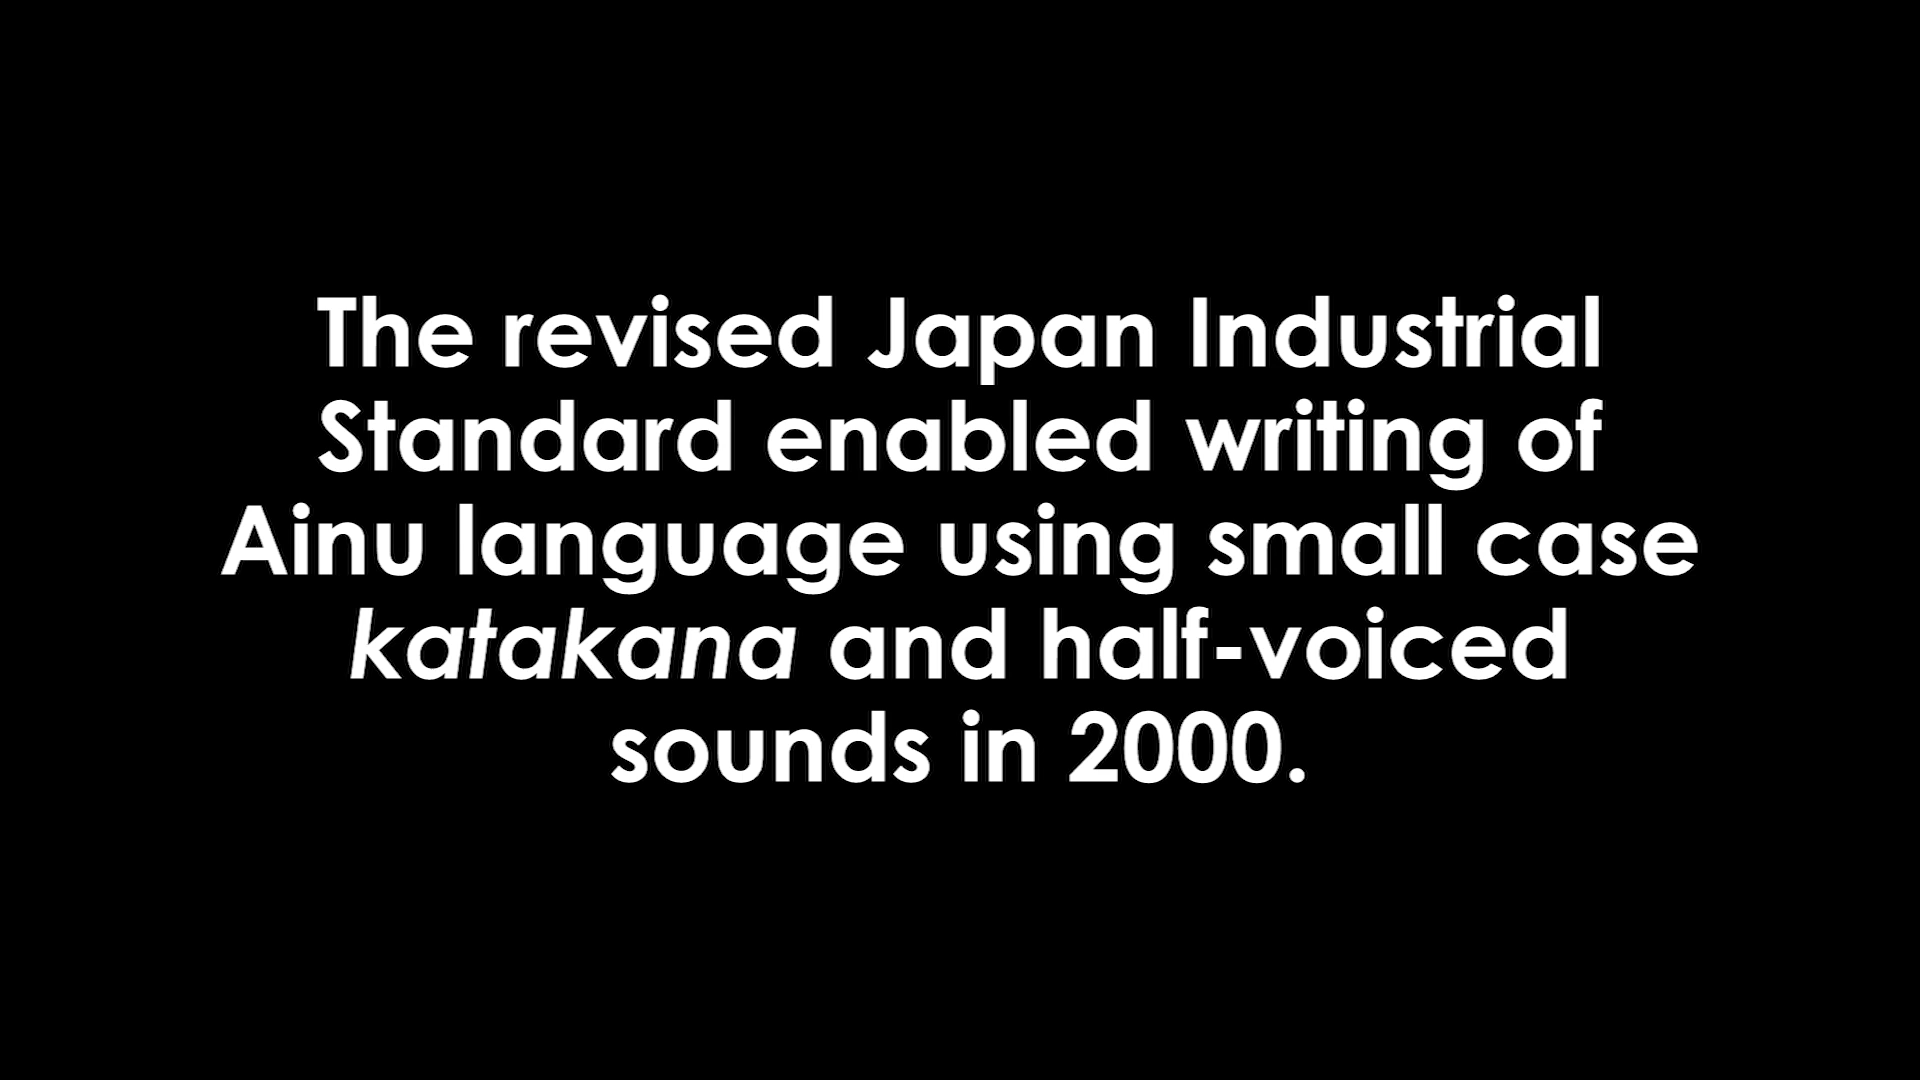 The revised Japan Industrial
Standard enabled writing of
Ainu language using small case
katakana and half-voiced
sounds in 2000.